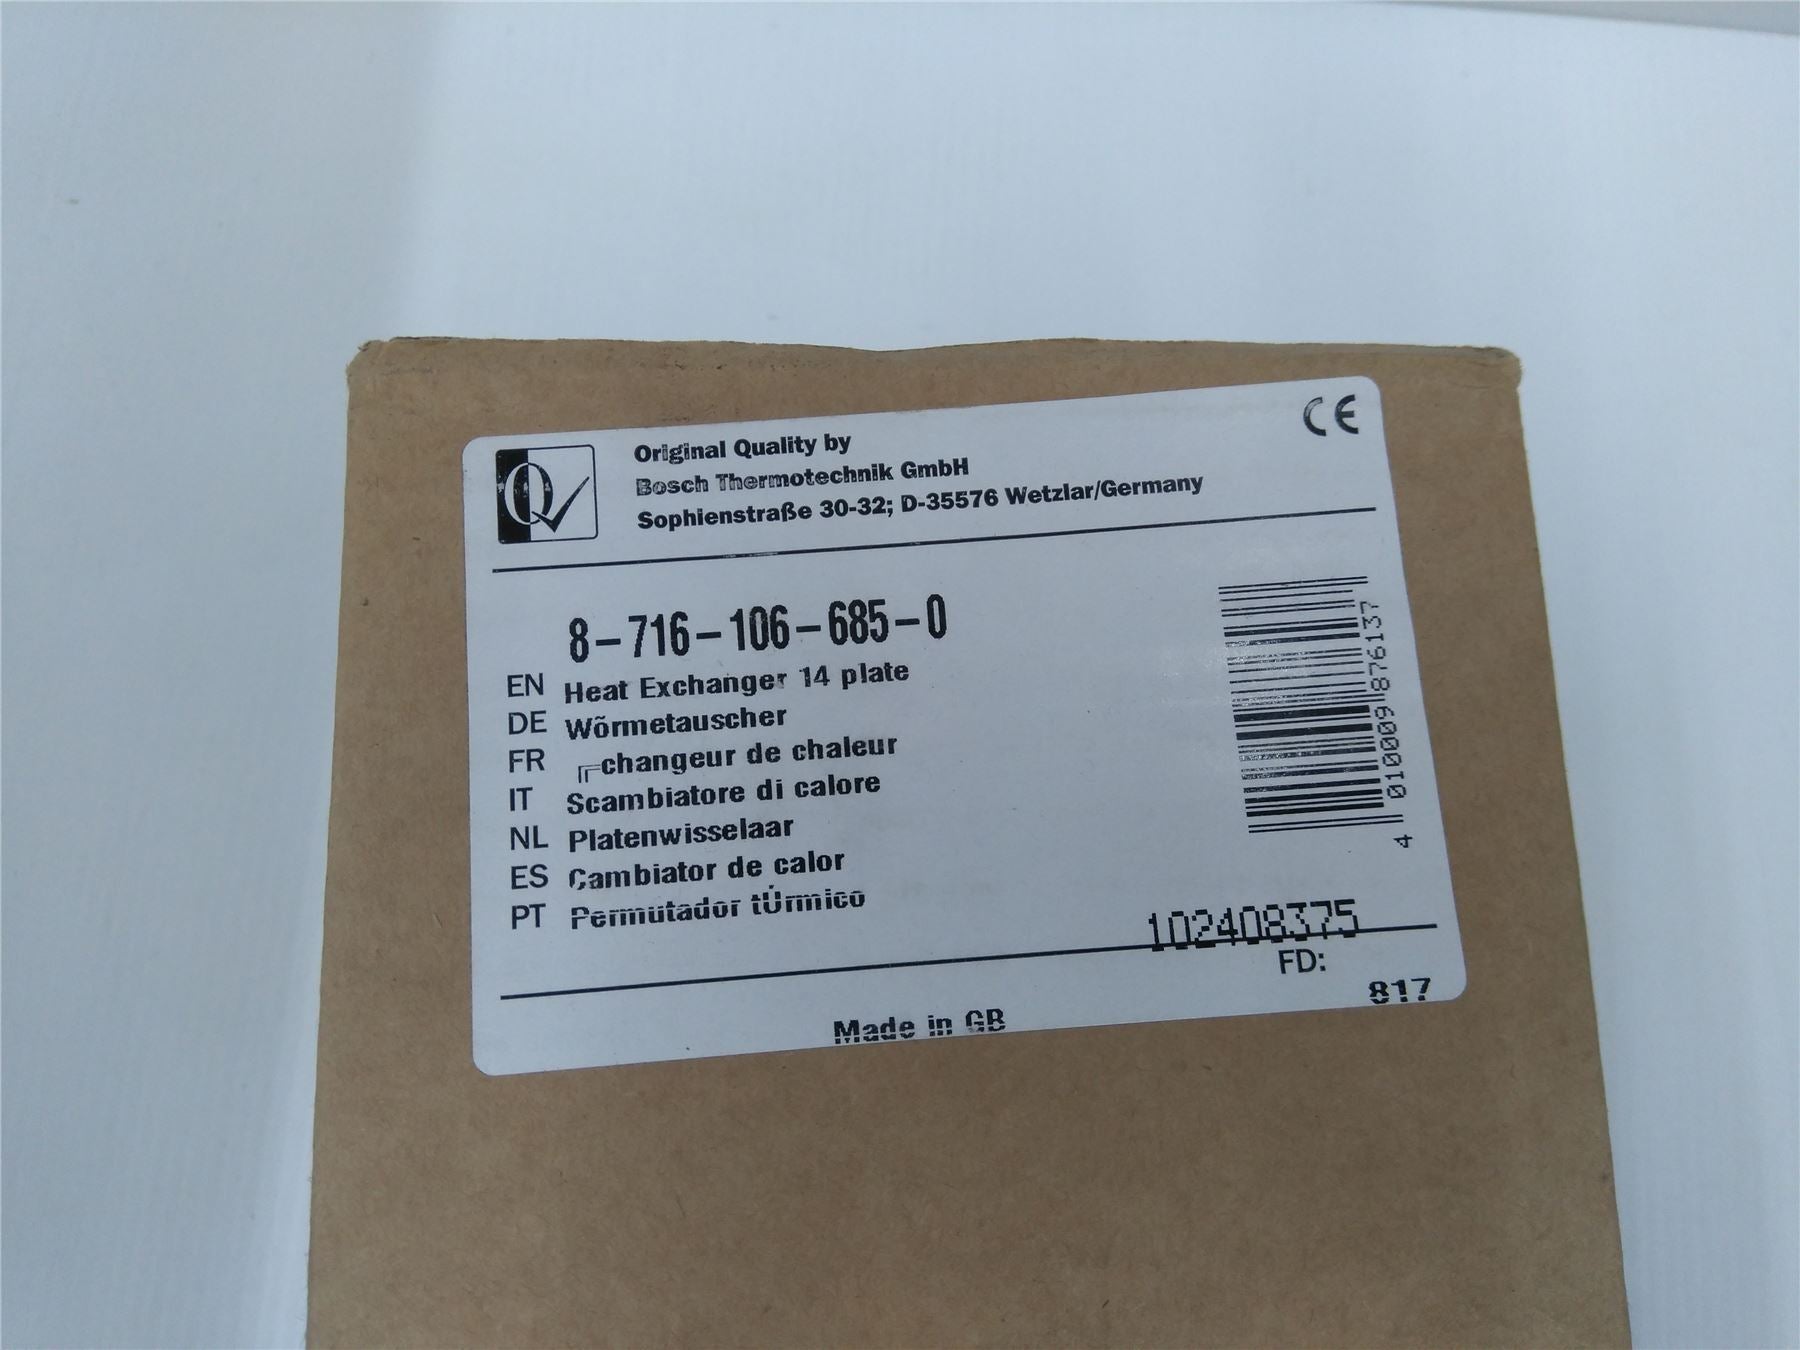 Original Quality by
Bosch Thermotechnik GmbH
Sophienstraße 30-32; D-35576 Wetzlar/Germany
CE
Q
8-716-106-685-0
EN Heat Exchanger 14 plate
DE Wõrmetauscher
FR ╔changeur de chaleur
IT Scambiatore di calore
NL Platenwisselaar
ES Cambiator de calor
PT Permutador tÚrmico
4 010009 876137
102408375
FD:
817
Made in GB